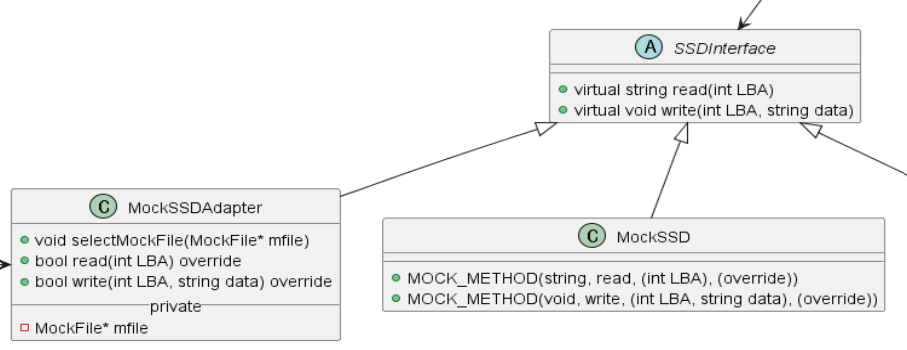 A SSDInterface
virtual string read(int LBA)
virtual void write(int LBA, string data)
C MockSSDAdapter
void selectMockFile(MockFile* mfile)
bool read(int LBA) override
bool write(int LBA, string data) override
private
MockFile* mfile
C MockSSD
MOCK_METHOD(string, read, (int LBA), (override))
MOCK_METHOD(void, write, (int LBA, string data), (override))